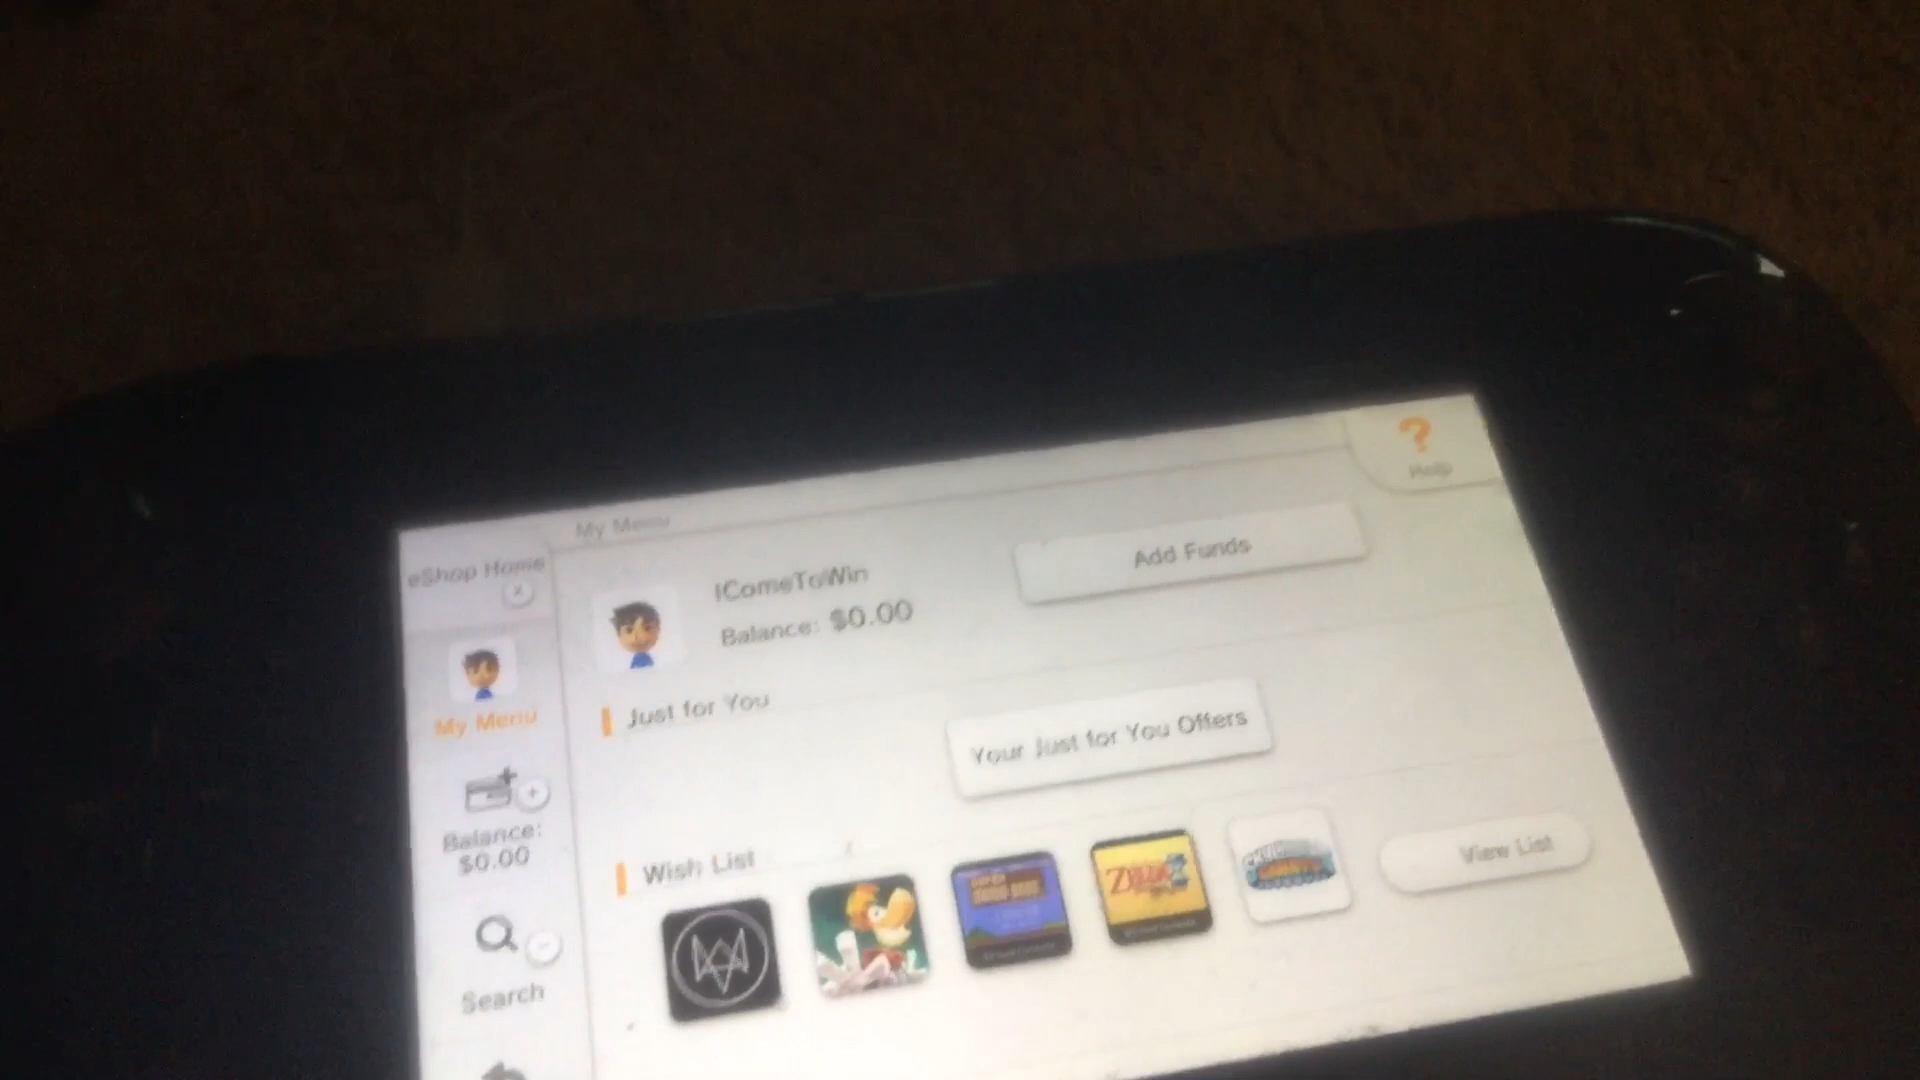 My Menu
Help
eShop Home
x
IComeToWin
Balance: $0.00
Add Funds
My Menu
Just for You
Your Just for You Offers
+
Balance:
$0.00
Wish List
ZELDA
View List
-
Search